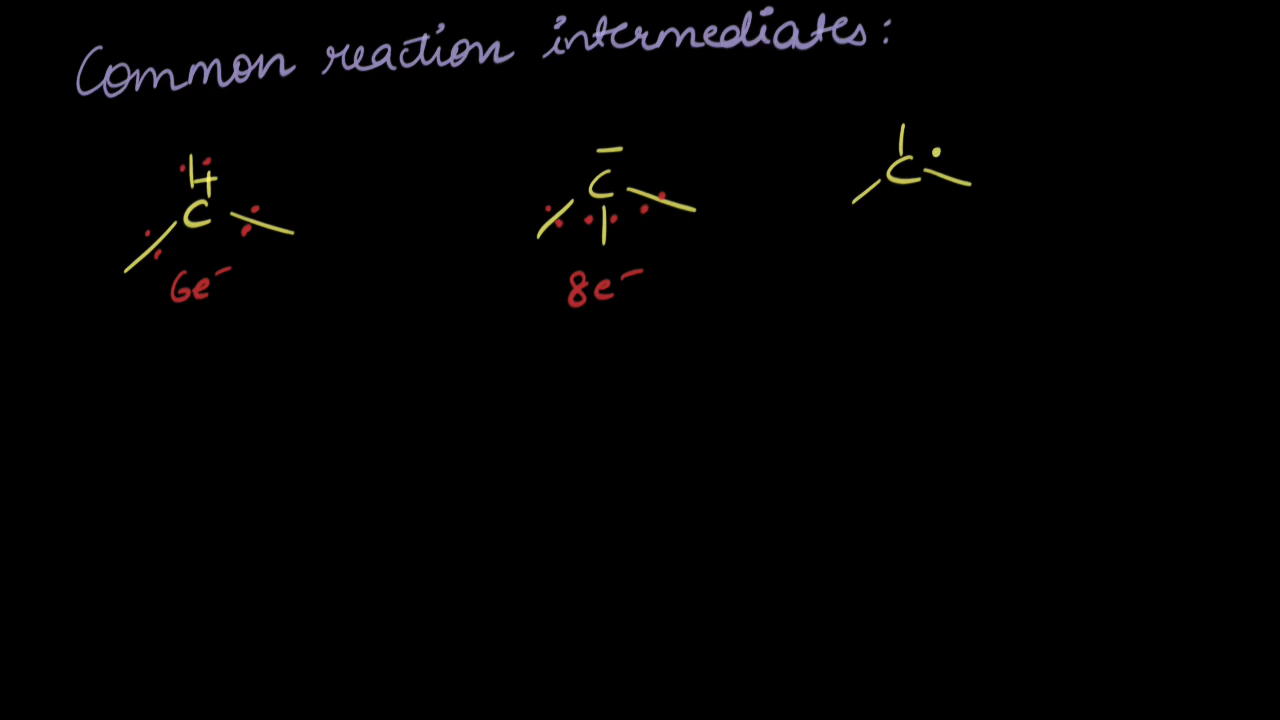 Common reaction intermediates:
C + C − C
6e⁻ 8e⁻